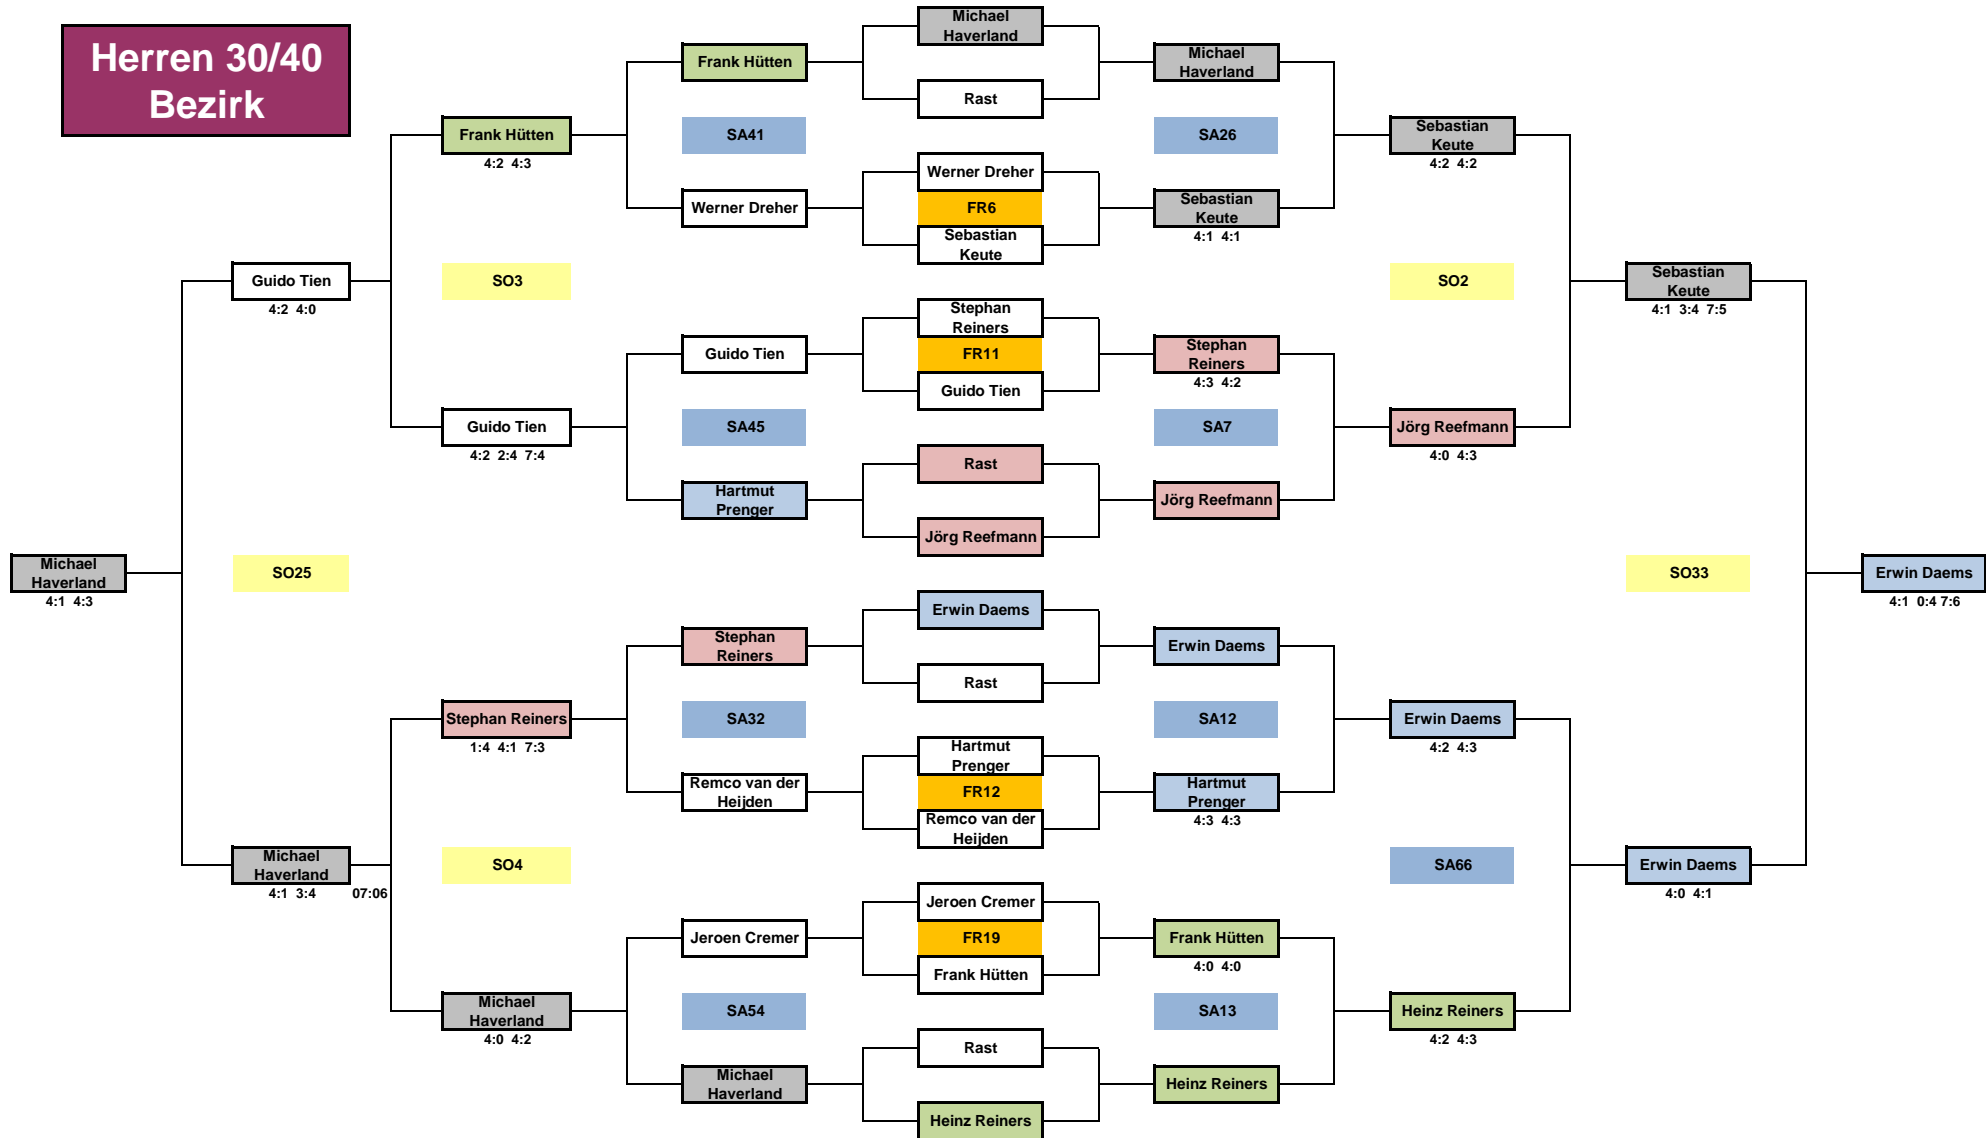 Herren 30/40
Bezirk
Michael
Haverland
4:1 4:3
Guido Tien
4:2 4:0
SO25
Michael
Haverland
4:1 3:4 07:06
Frank Hütten
4:2 4:3
SO3
Guido Tien
4:2 2:4 7:4
Stephan Reiners
1:4 4:1 7:3
SO4
Michael
Haverland
4:0 4:2
Frank Hütten
SA41
Werner Dreher
Guido Tien
SA45
Hartmut
Prenger
Stephan
Reiners
SA32
Remco van der
Heijden
Jeroen Cremer
SA54
Michael
Haverland
Michael
Haverland
Rast
Werner Dreher
FR6
Sebastian
Keute
Stephan
Reiners
FR11
Guido Tien
Rast
Jörg Reefmann
Erwin Daems
Rast
Hartmut
Prenger
FR12
Remco van der
Heijden
Jeroen Cremer
FR19
Frank Hütten
Rast
Heinz Reiners
Michael
Haverland
SA26
Sebastian
Keute
4:1 4:1
Stephan
Reiners
4:3 4:2
SA7
Jörg Reefmann
Erwin Daems
SA12
Hartmut
Prenger
4:3 4:3
Frank Hütten
4:0 4:0
SA13
Heinz Reiners
Sebastian
Keute
4:2 4:2
SO2
Jörg Reefmann
4:0 4:3
Erwin Daems
4:2 4:3
SA66
Heinz Reiners
4:2 4:3
Sebastian
Keute
4:1 3:4 7:5
SO33
Erwin Daems
4:0 4:1
Erwin Daems
4:1 0:4 7:6